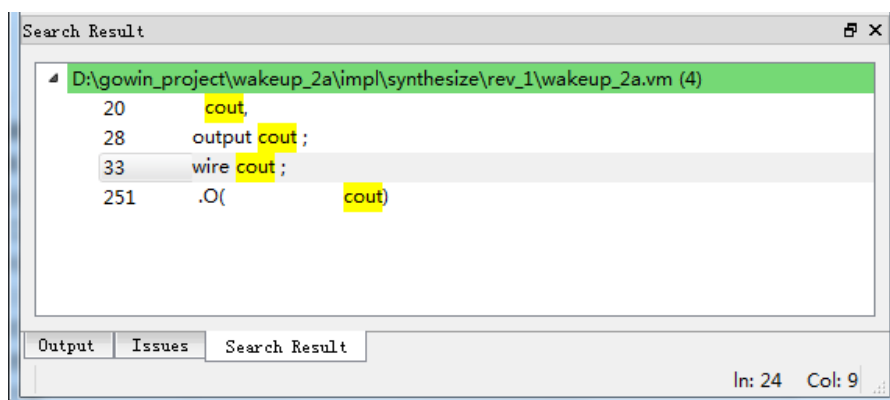 Search Result
D:\gowin_project\wakeup_2a\impl\synthesize\rev_1\wakeup_2a.vm (4)
20 cout,
28 output cout ;
33 wire cout ;
251 .O( cout)
Output Issues Search Result
ln: 24 Col: 9